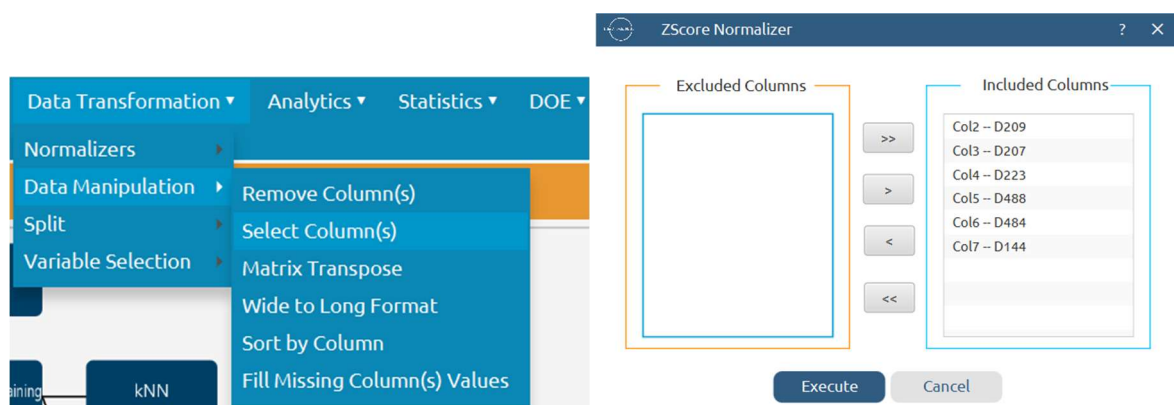 Data Transformation ▾ Analytics ▾ Statistics ▾ DOE ▾
Normalizers
Data Manipulation
Split
Variable Selection
Remove Column(s)
Select Column(s)
Matrix Transpose
Wide to Long Format
Sort by Column
Fill Missing Column(s) Values
aining
kNN
ZScore Normalizer ? X
Excluded Columns
>>
>
<
<<
Included Columns
Col2 -- D209
Col3 -- D207
Col4 -- D223
Col5 -- D488
Col6 -- D484
Col7 -- D144
Execute Cancel